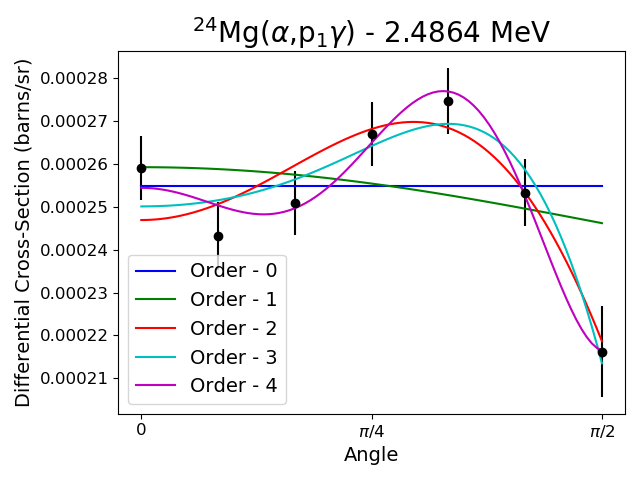 ²⁴Mg(α,p₁γ) - 2.4864 MeV
Differential Cross-Section (barns/sr)
0.00028
0.00027
0.00026
0.00025
0.00024
0.00023
0.00022
0.00021
Order - 0
Order - 1
Order - 2
Order - 3
Order - 4
0
π/4
π/2
Angle